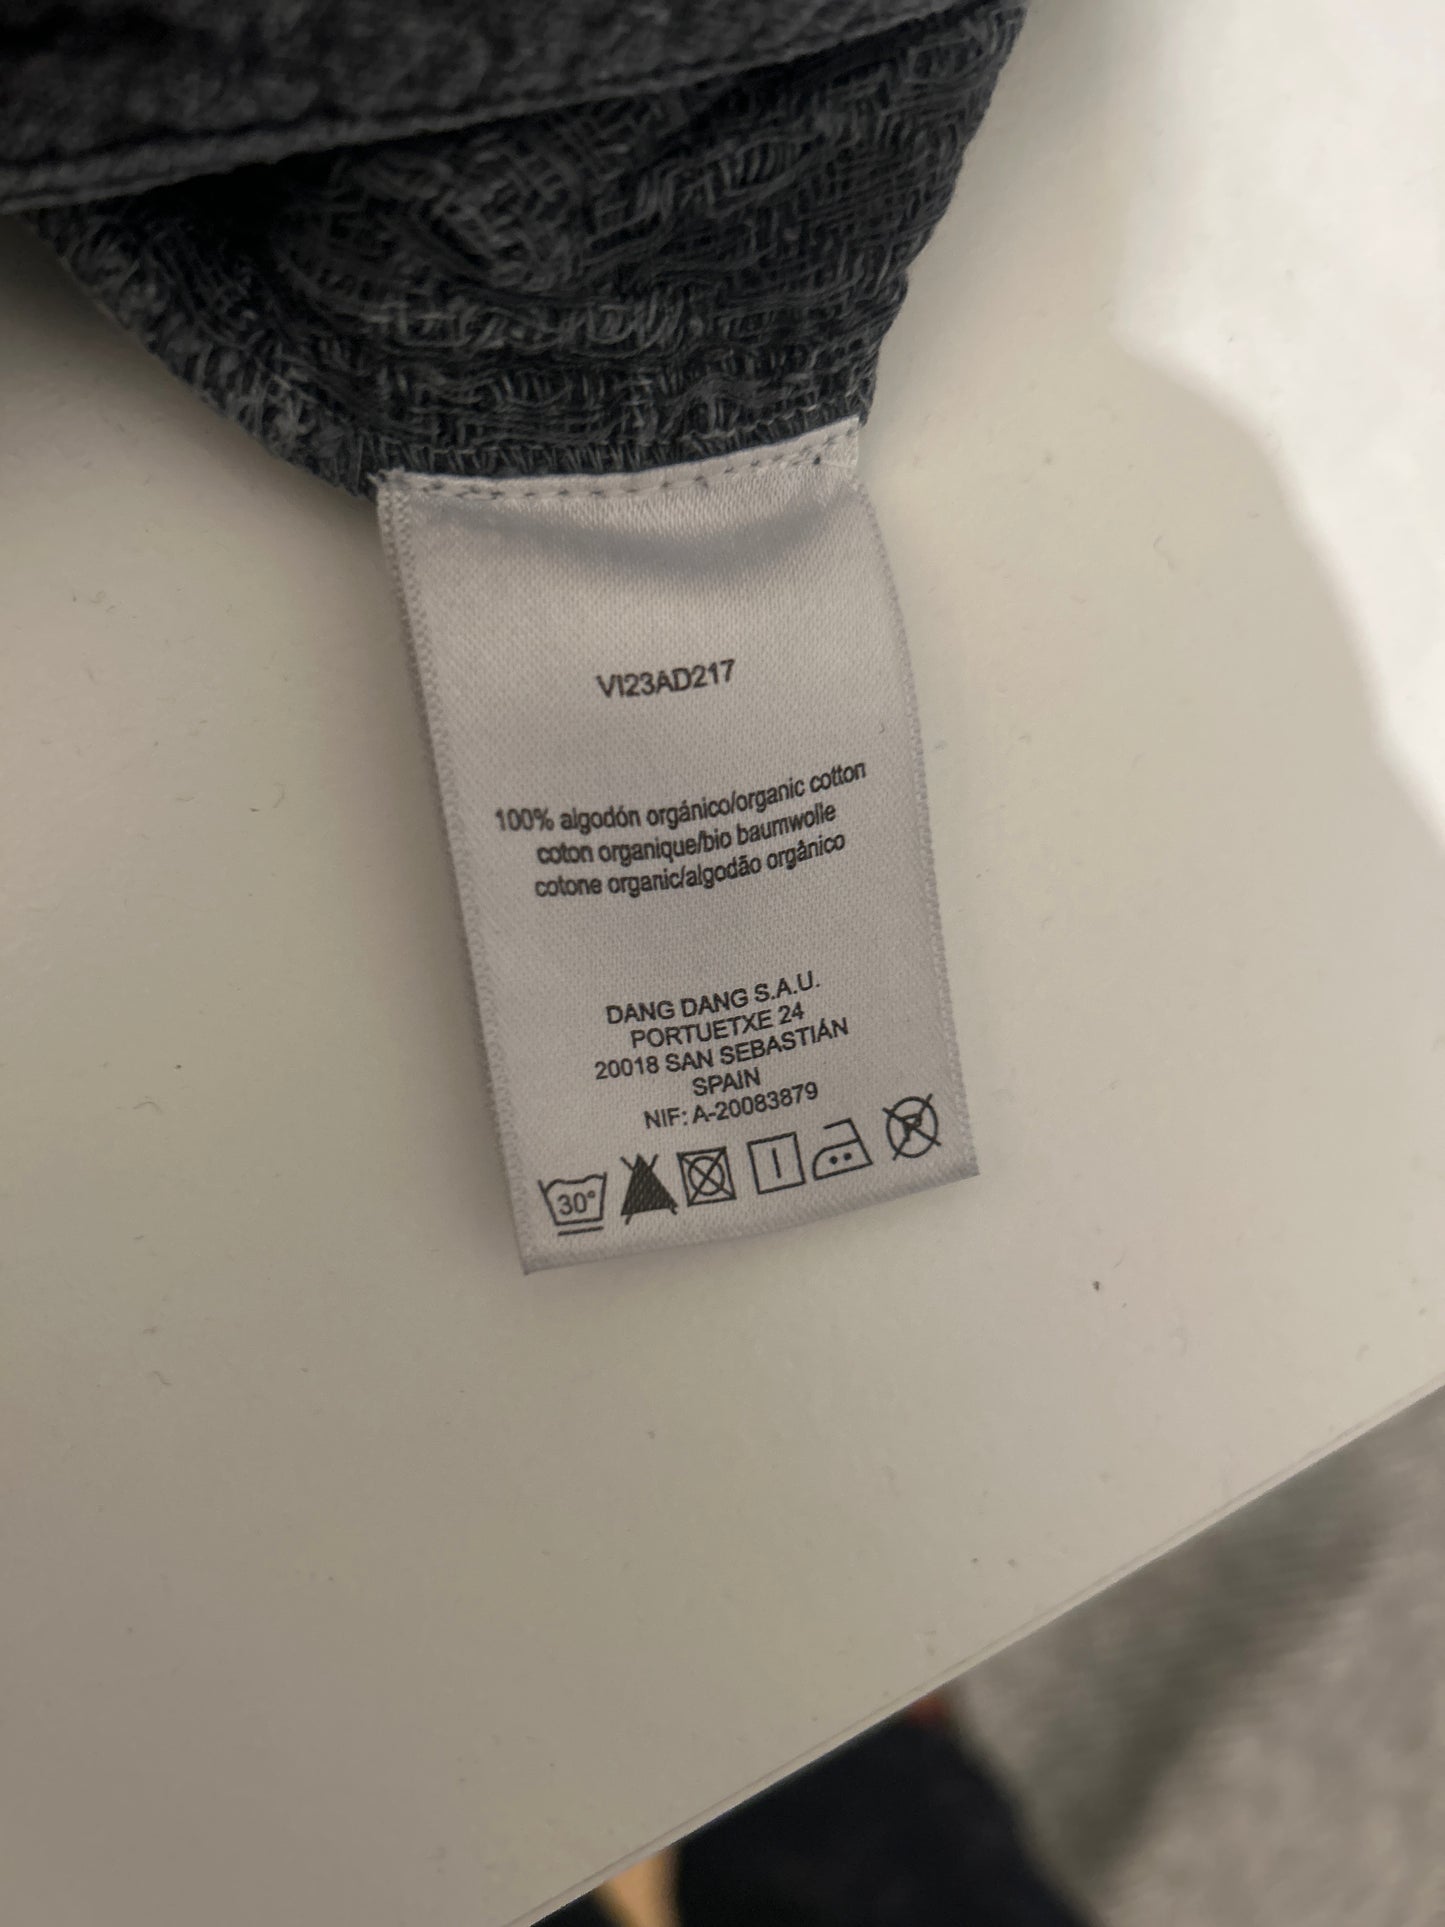 VI23AD217
100% algodón orgánico/organic cotton
coton organique/bio baumwolle
cotone organic/algodão orgânico
DANG DANG S.A.U.
PORTUETXE 24
20018 SAN SEBASTIÁN
SPAIN
NIF: A-20083879
30° P